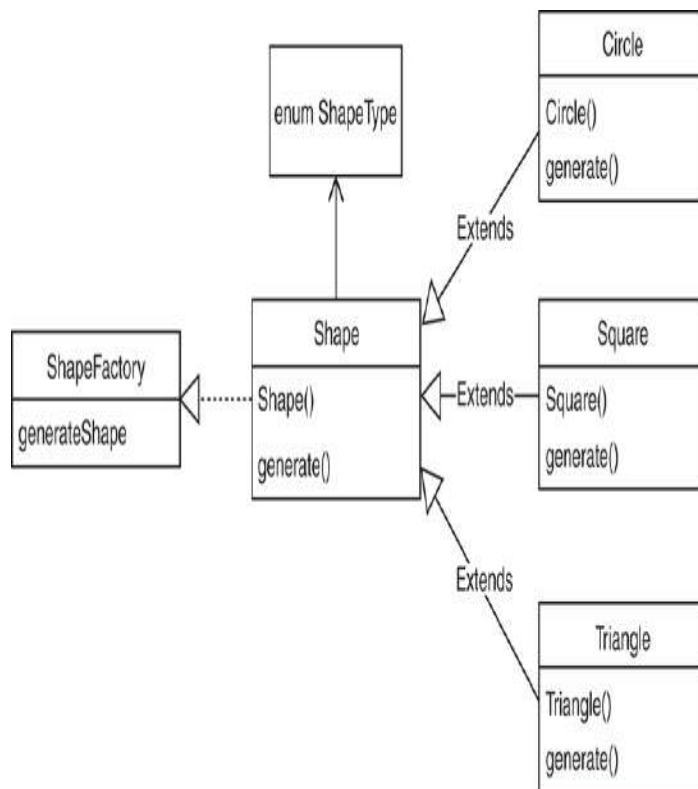 enum ShapeType
ShapeFactory
generateShape
Shape
Shape()
generate()
Extends
Extends
Extends
Circle
Circle()
generate()
Square
Square()
generate()
Triangle
Triangle()
generate()